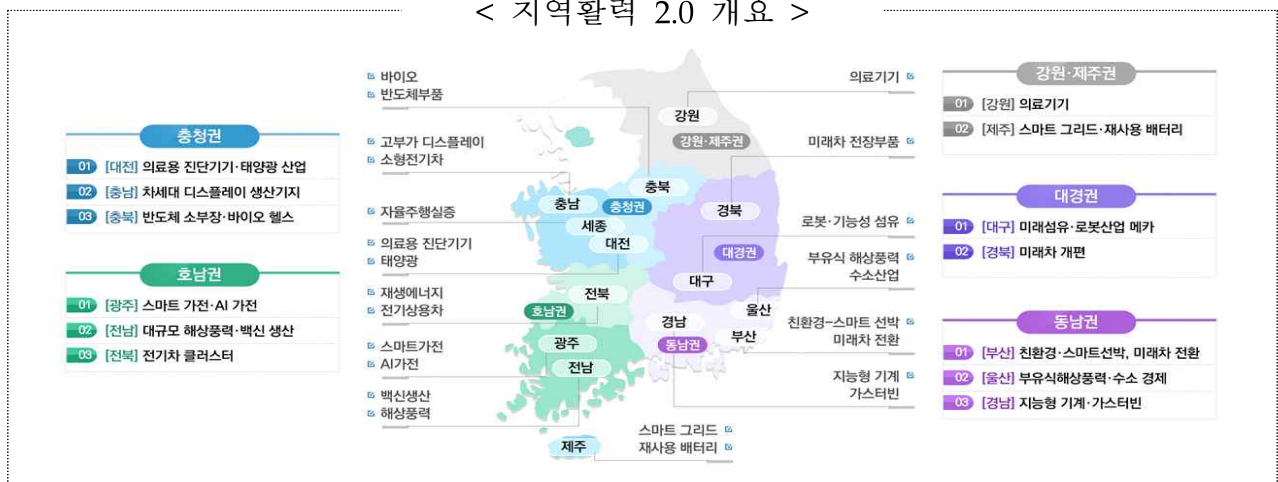 < 지역활력 2.0 개요 >
충청권
01 [대전] 의료용 진단기기·태양광 산업
02 [충남] 차세대 디스플레이 생산기지
03 [충북] 반도체 소부장·바이오 헬스
호남권
01 [광주] 스마트 가전·AI 가전
02 [전남] 대규모 해상풍력·백신 생산
03 [전북] 전기차 클러스터
바이오
반도체부품
고부가 디스플레이
소형전기차
자율주행실증
의료용 진단기기
태양광
재생에너지
전기상용차
스마트가전
AI가전
백신생산
해상풍력
강원
강원·제주권
충북
충남
충청권
세종
대전
경북
대경권
대구
전북
호남권
광주
전남
경남
동남권
울산
부산
제주
의료기기
미래차 전장부품
로봇·기능성 섬유
부유식 해상풍력
수소산업
친환경-스마트 선박
미래차 전환
지능형 기계
가스터빈
스마트 그리드
재사용 배터리
강원·제주권
01 [강원] 의료기기
02 [제주] 스마트 그리드·재사용 배터리
대경권
01 [대구] 미래섬유·로봇산업 메카
02 [경북] 미래차 개편
동남권
01 [부산] 친환경·스마트선박, 미래차 전환
02 [울산] 부유식해상풍력·수소 경제
03 [경남] 지능형 기계·가스터빈